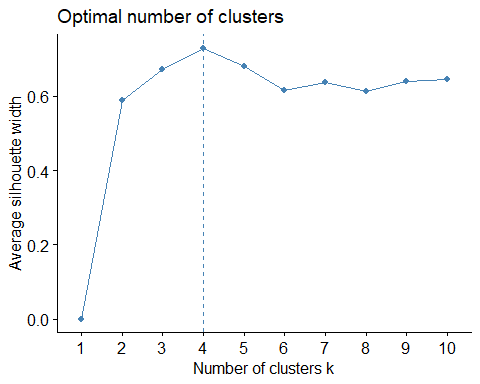 Optimal number of clusters
Average silhouette width
0.6
0.4
0.2
0.0
1 2 3 4 5 6 7 8 9 10
Number of clusters k